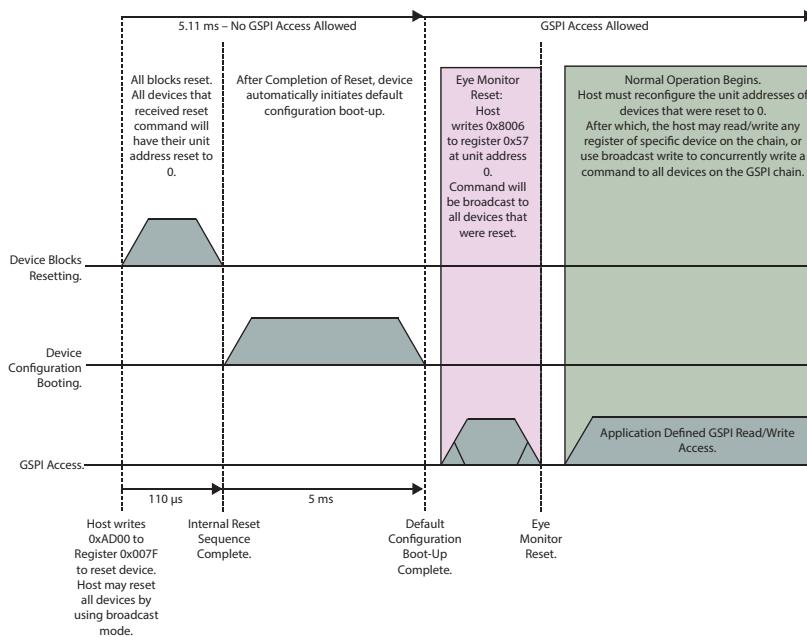 5.11 ms – No GSPI Access Allowed
GSPI Access Allowed
All blocks reset.
All devices that
received reset
command will
have their unit
address reset to
0.
After Completion of Reset, device
automatically initiates default
configuration boot-up.
Eye Monitor
Reset:
Host
writes 0x8006
to register 0x57
at unit address
0.
Command will
be broadcast to
all devices that
were reset.
Normal Operation Begins.
Host must reconfigure the unit addresses of
devices that were reset to 0.
After which, the host may read/write any
register of specific device on the chain, or
use broadcast write to concurrently write a
command to all devices on the GSPI chain.
Device Blocks
Resetting.
Device
Configuration
Booting.
GSPI Access.
Application Defined GSPI Read/Write
Access.
110 µs
5 ms
Host writes
0xAD00 to
Register 0x007F
to reset device.
Host may reset
all devices by
using broadcast
mode.
Internal Reset
Sequence
Complete.
Default
Configuration
Boot-Up
Complete.
Eye
Monitor
Reset.